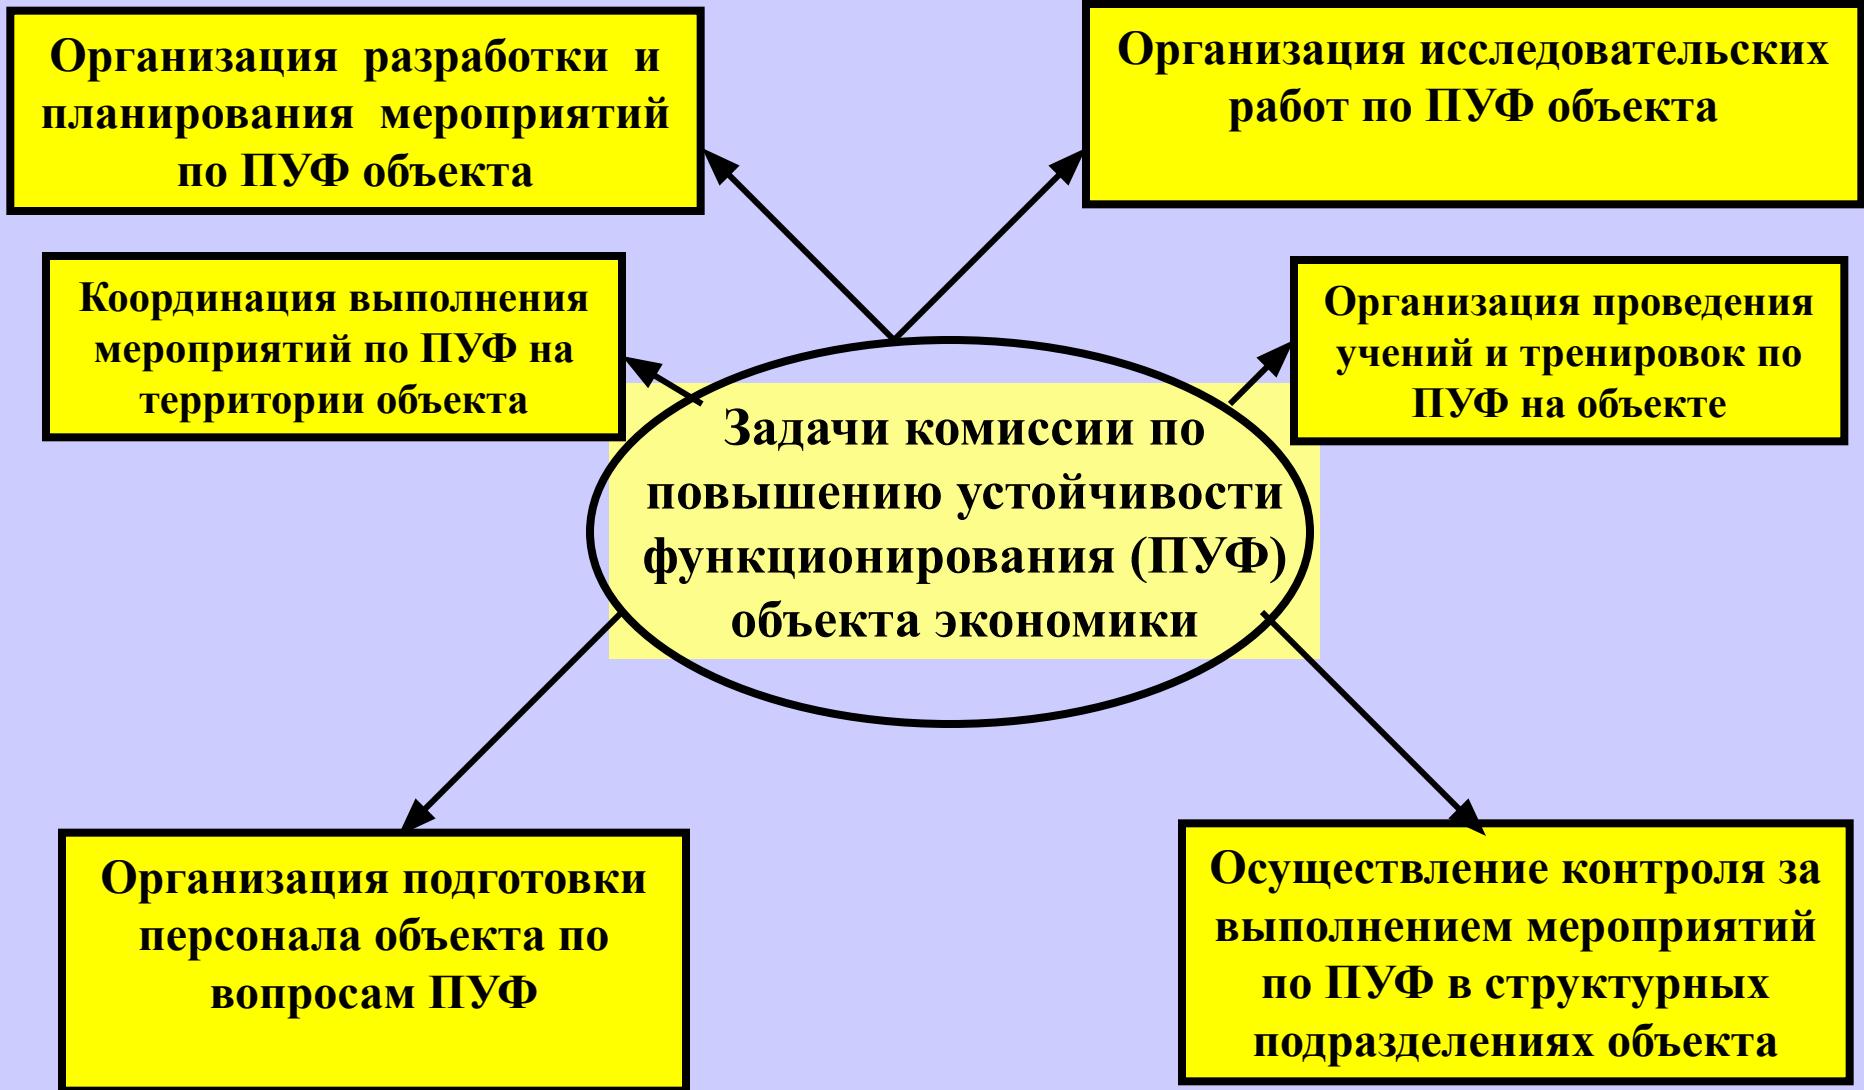 Организация разработки и
планирования мероприятий
по ПУФ объекта
Организация исследовательских
работ по ПУФ объекта
Координация выполнения
мероприятий по ПУФ на
территории объекта
Организация проведения
учений и тренировок по
ПУФ на объекте
Задачи комиссии по
повышению устойчивости
функционирования (ПУФ)
объекта экономики
Организация подготовки
персонала объекта по
вопросам ПУФ
Осуществление контроля за
выполнением мероприятий
по ПУФ в структурных
подразделениях объекта